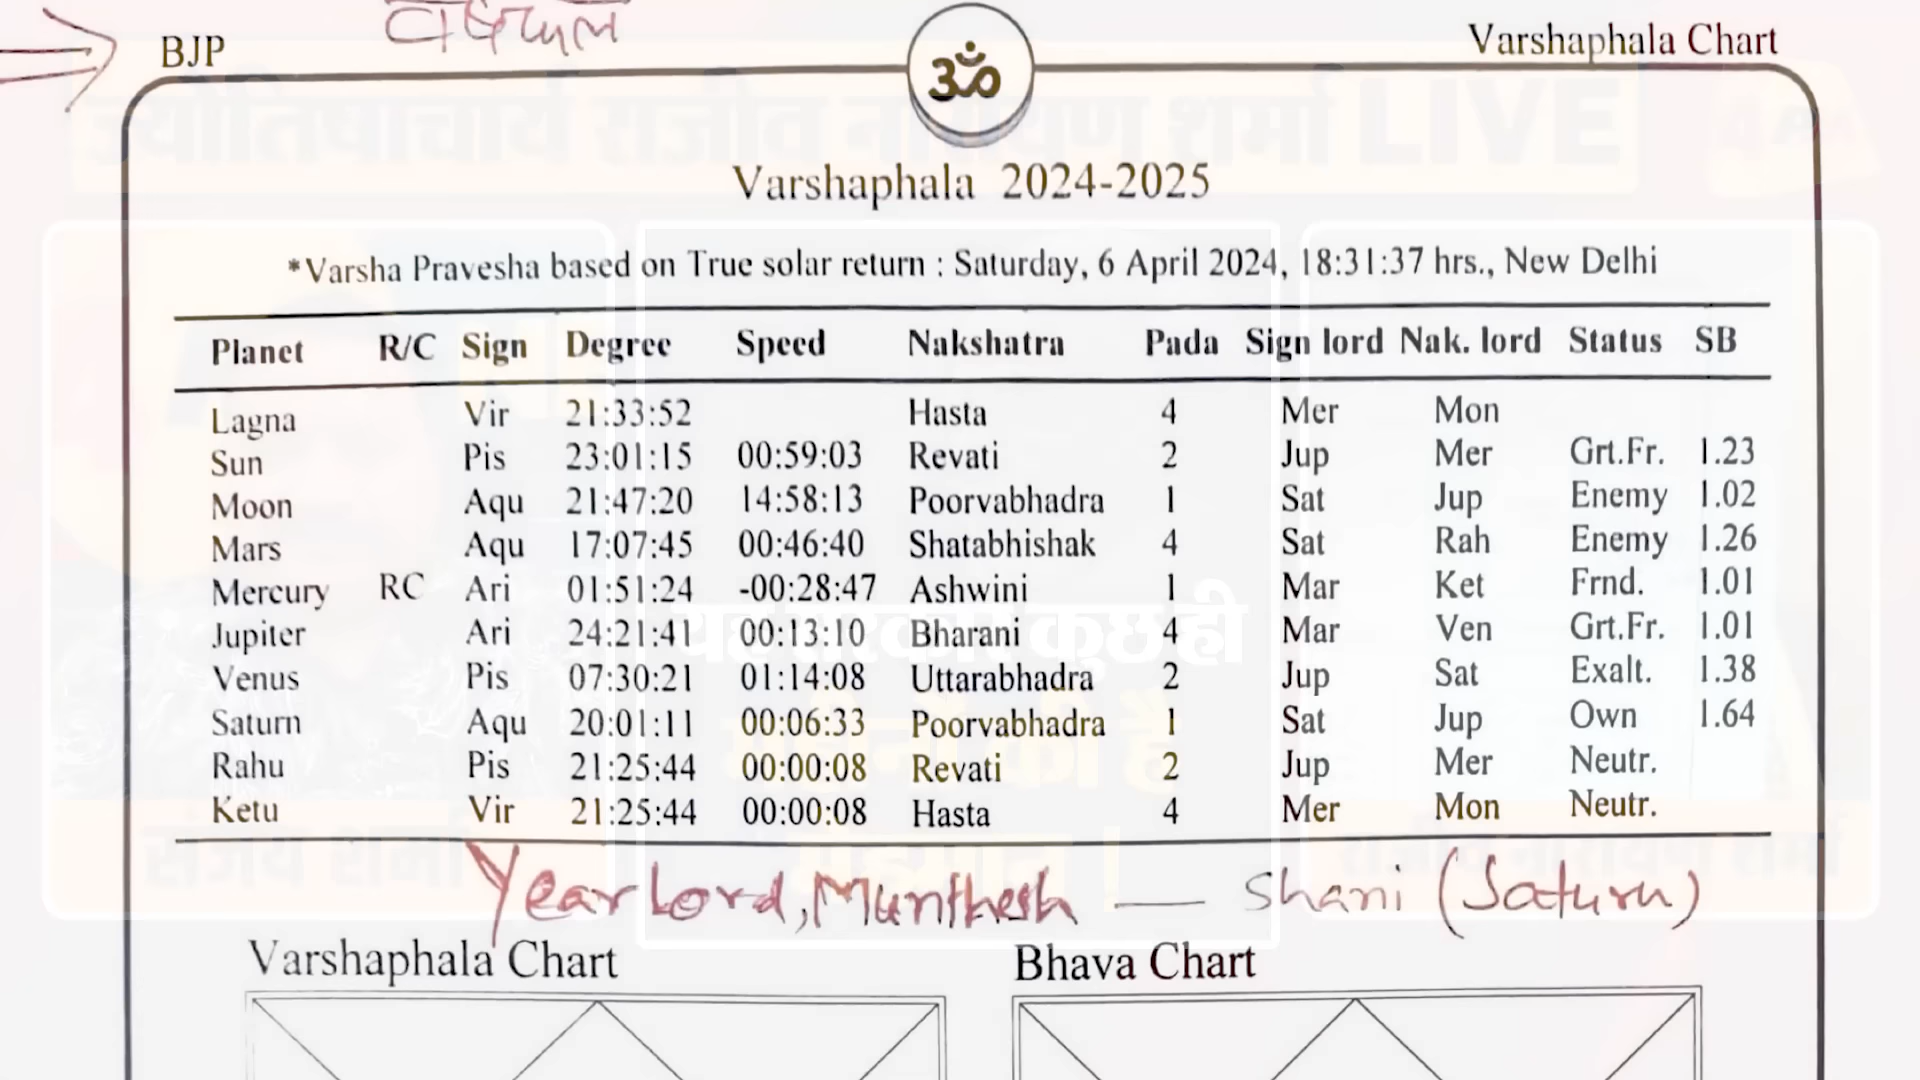 वर्षफल
BJP
ॐ
Varshaphala Chart
ज्योतिषाचार्य राजीव नारायण शर्मा LIVE
Varshaphala 2024-2025
*Varsha Pravesha based on True solar return : Saturday, 6 April 2024, 18:31:37 hrs., New Delhi
Planet R/C Sign Degree Speed Nakshatra Pada Sign lord Nak. lord Status SB
Lagna Vir 21:33:52 Hasta 4 Mer Mon
Sun Pis 23:01:15 00:59:03 Revati 2 Jup Mer Grt.Fr. 1.23
Moon Aqu 21:47:20 14:58:13 Poorvabhadra 1 Sat Jup Enemy 1.02
Mars Aqu 17:07:45 00:46:40 Shatabhishak 4 Sat Rah Enemy 1.26
Mercury RC Ari 01:51:24 -00:28:47 Ashwini 1 Mar Ket Frnd. 1.01
Jupiter Ari 24:21:41 00:13:10 Bharani 4 Mar Ven Grt.Fr. 1.01
Venus Pis 07:30:21 01:14:08 Uttarabhadra 2 Jup Sat Exalt. 1.38
Saturn Aqu 20:01:11 00:06:33 Poorvabhadra 1 Sat Jup Own 1.64
Rahu Pis 21:25:44 00:00:08 Revati 2 Jup Mer Neutr.
Ketu Vir 21:25:44 00:00:08 Hasta 4 Mer Mon Neutr.
संजय शर्मा
राजीव नारायण शर्मा
Year Lord, Munthesh — Shani (Saturn)
Varshaphala Chart
Bhava Chart